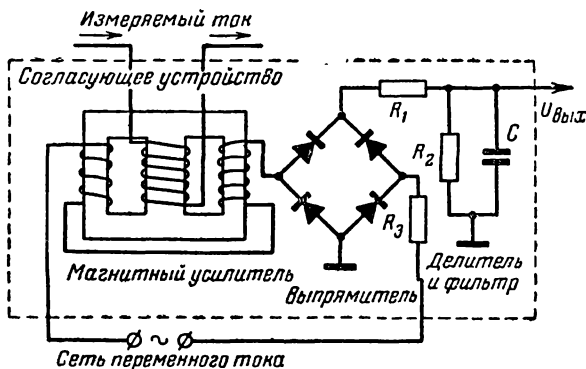 Измеряемый ток
Согласующее устройство
R1
Uвых
R2
C
R3
Магнитный усилитель
Выпрямитель
Делитель
и фильтр
Сеть переменного тока